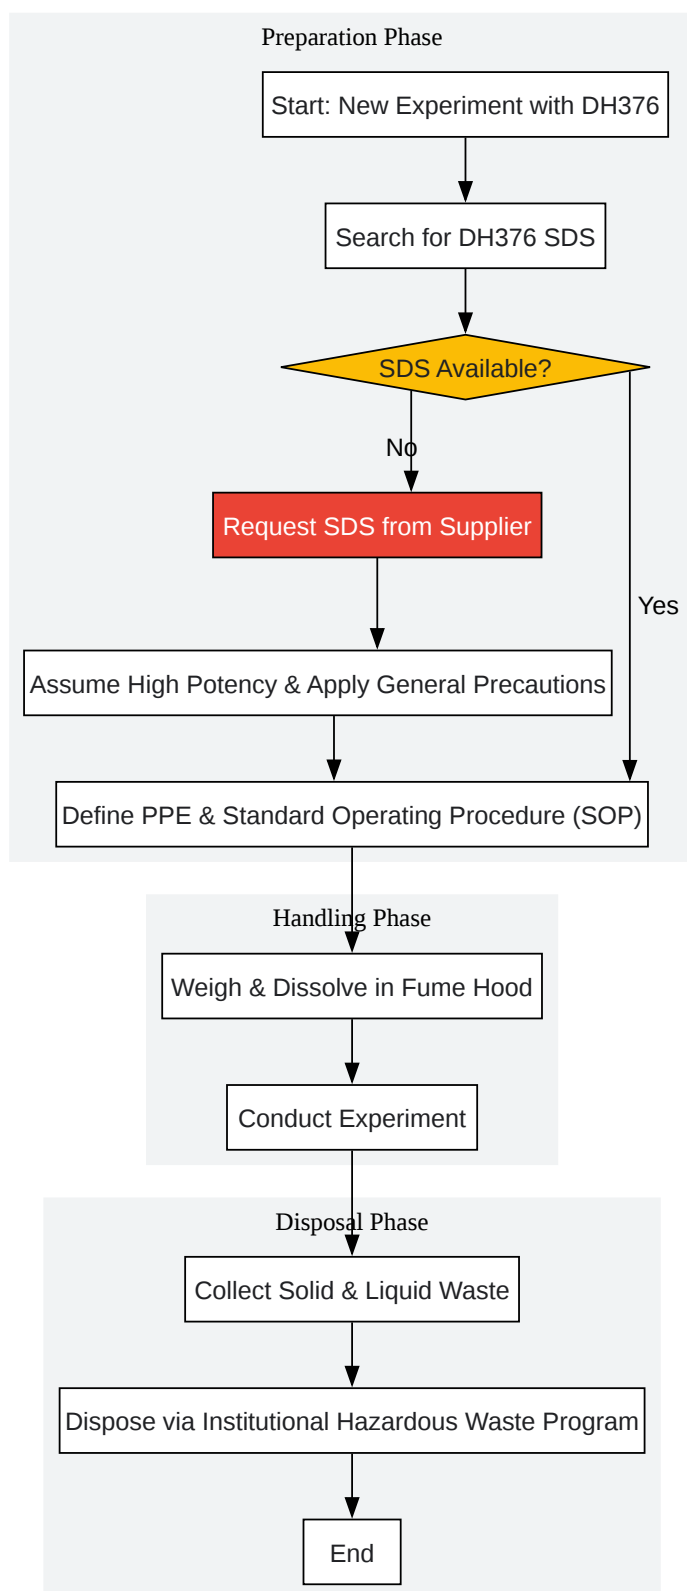 Preparation Phase
Start: New Experiment with DH376
Search for DH376 SDS
SDS Available?
No
Request SDS from Supplier
Yes
Assume High Potency & Apply General Precautions
Define PPE & Standard Operating Procedure (SOP)
Handling Phase
Weigh & Dissolve in Fume Hood
Conduct Experiment
Disposal Phase
Collect Solid & Liquid Waste
Dispose via Institutional Hazardous Waste Program
End